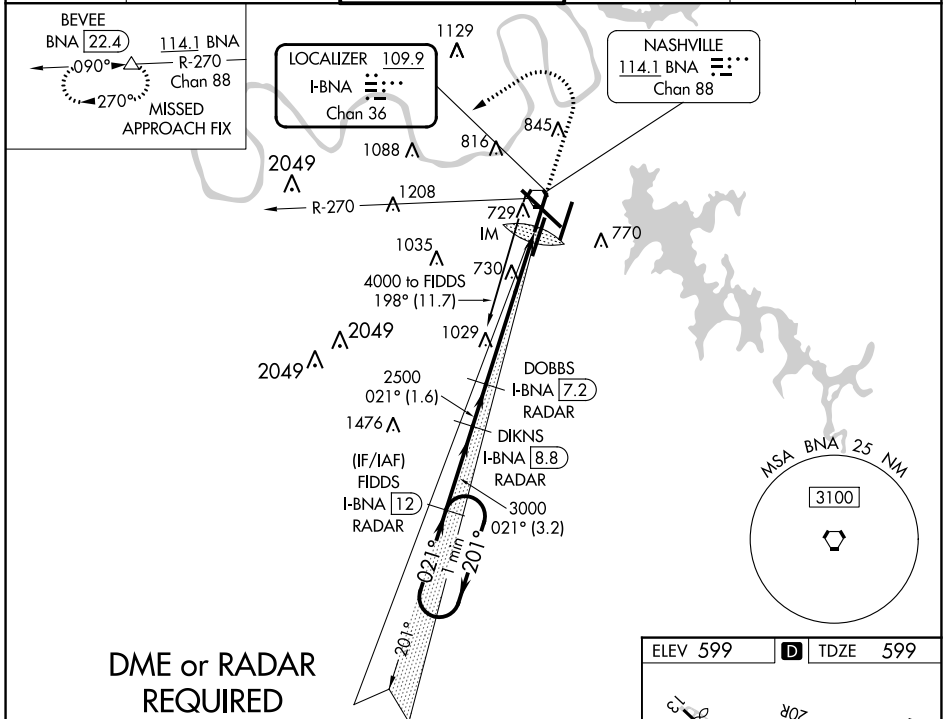 BEVEE
BNA 22.4
114.1 BNA
090°
R-270
Chan 88
270°
MISSED
APPROACH FIX
LOCALIZER 109.9
I-BNA
Chan 36
1129
NASHVILLE
114.1 BNA
Chan 88
845
816
1088
2049
1208
R-270
729
IM
770
1035
730
4000 to FIDDS
198° (11.7)
1029
2049
2049
DOBBS
I-BNA 7.2
RADAR
2500
021° (1.6)
1476
DIKNS
I-BNA 8.8
RADAR
(IF/IAF)
FIDDS
I-BNA 12
RADAR
3000
021° (3.2)
021°
1 min
201°
201°
MSA BNA 25 NM
3100
DME or RADAR
REQUIRED
ELEV 599
D
TDZE 599
13
20R